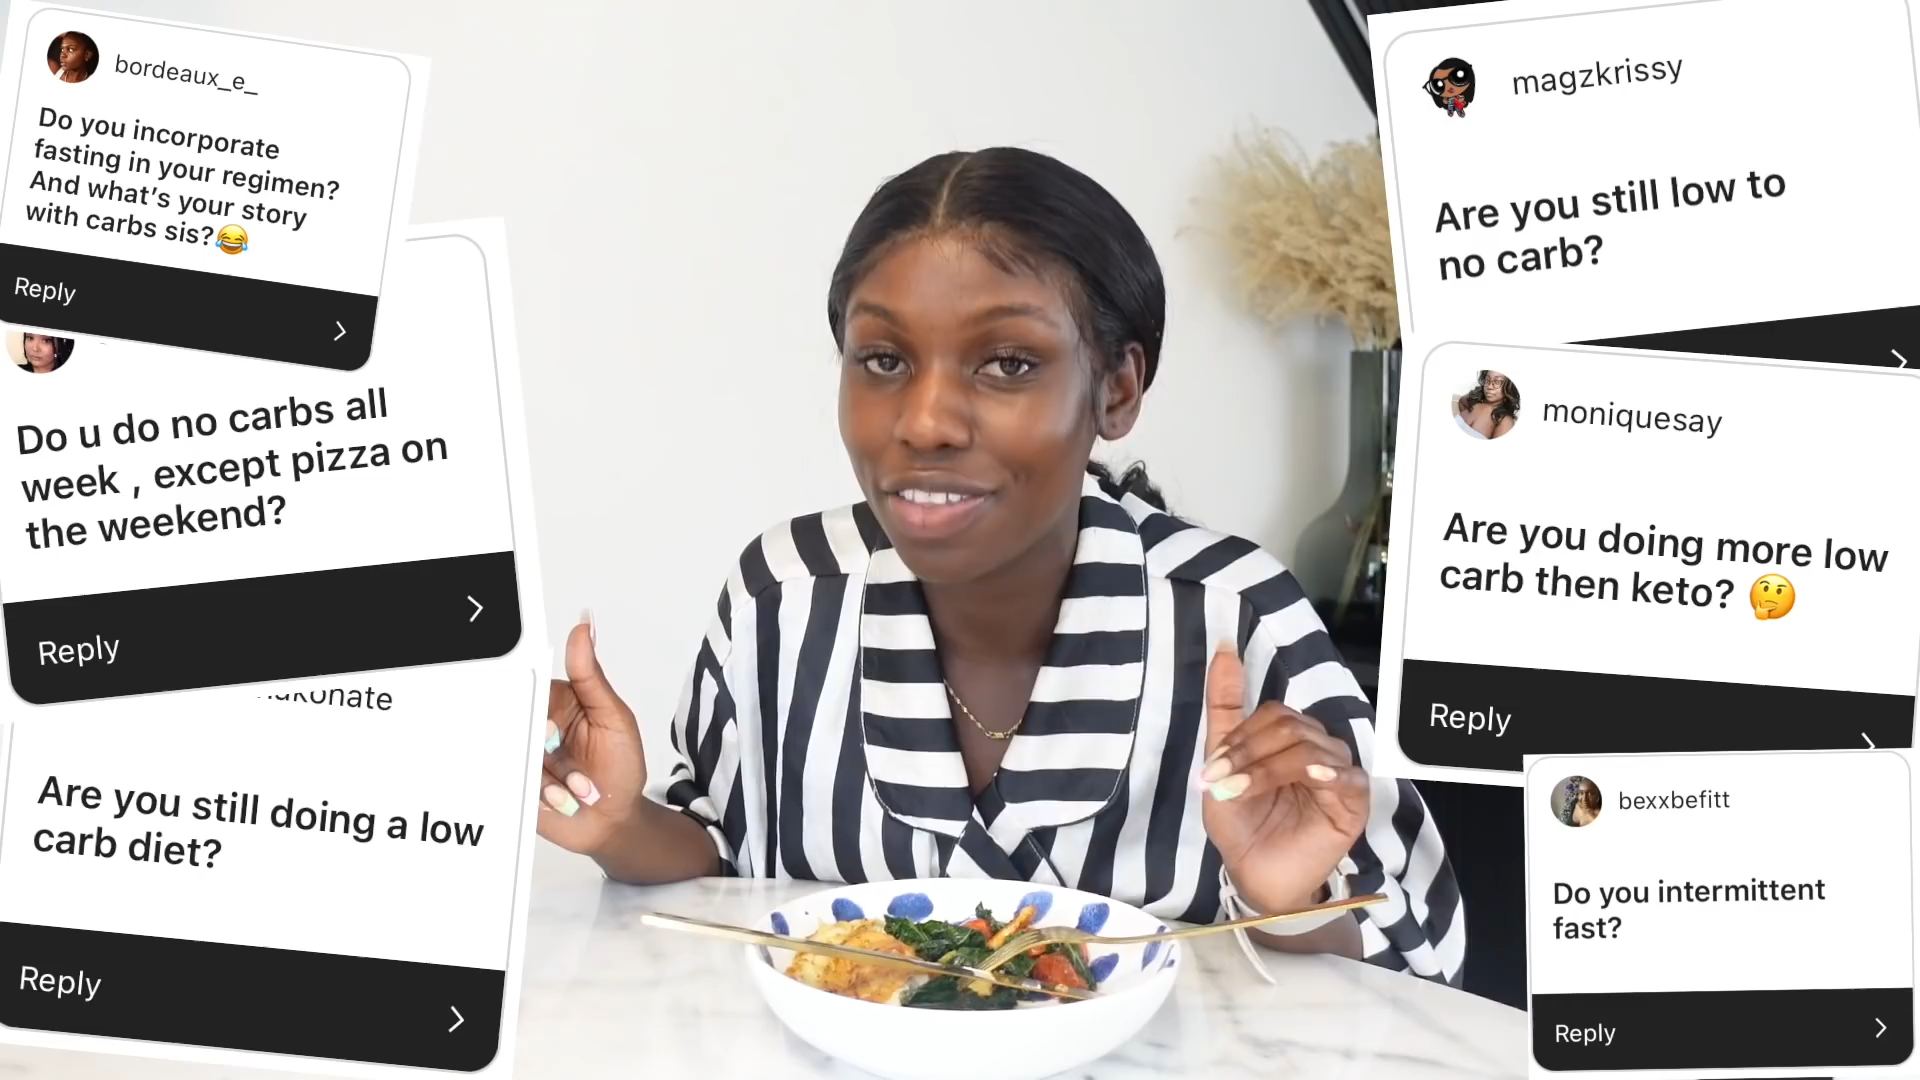 bordeaux_e_
Do you incorporate
fasting in your regimen?
And what's your story
with carbs sis?😂
Reply
Do u do no carbs all
week , except pizza on
the weekend?
Reply
Are you still doing a low
carb diet?
Reply
magzkrissy
Are you still low to
no carb?
moniquesay
Are you doing more low
carb then keto? 🤔
Reply
bexxbefitt
Do you intermittent
fast?
Reply